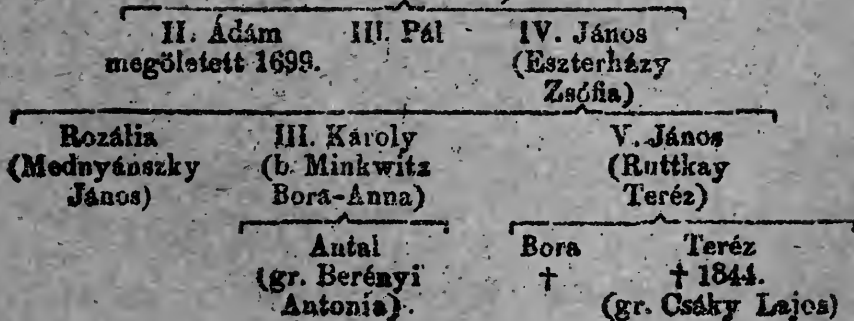 II. Ádám III. Pál IV. János
megöletett 1699. (Eszterházy
Zsófia)
Rozália III. Károly V. János
(Mednyánszky (b. Minkwitz (Ruttkay
János) Bora-Anna) Teréz)
Antal Bora Teréz
(gr. Berényi † † 1844.
Antonia). (gr. Csáky Lajos)